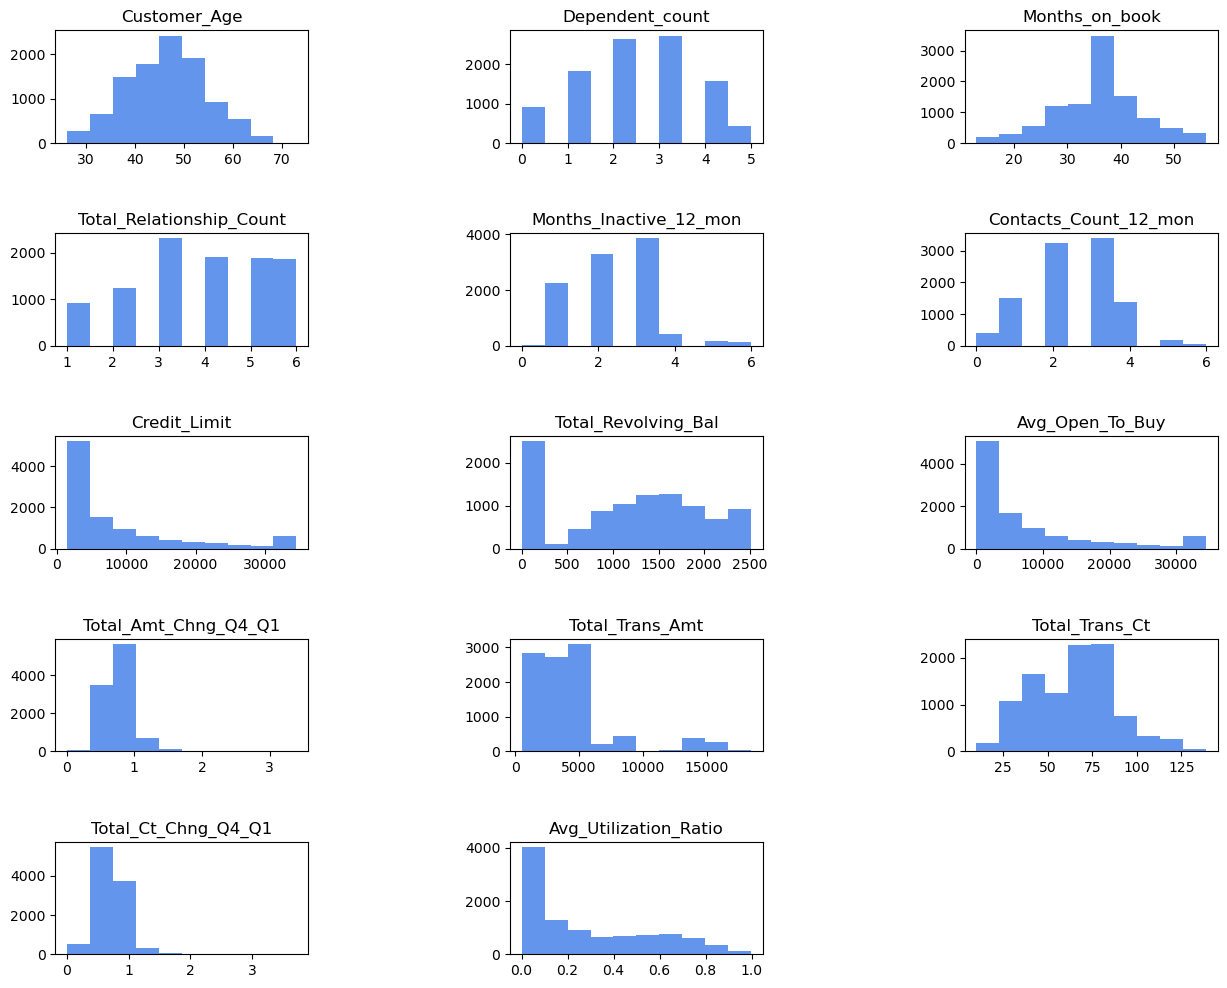 Customer_Age
2000
1000
0
30 40 50 60 70
Dependent_count
2000
1000
0
0 1 2 3 4 5
Months_on_book
3000
2000
1000
0
20 30 40 50
Total_Relationship_Count
2000
1000
0
1 2 3 4 5 6
Months_Inactive_12_mon
4000
2000
0
0 2 4 6
Contacts_Count_12_mon
3000
2000
1000
0
0 2 4 6
Credit_Limit
4000
2000
0
0 10000 20000 30000
Total_Revolving_Bal
2000
1000
0
0 500 1000 1500 2000 2500
Avg_Open_To_Buy
4000
2000
0
0 10000 20000 30000
Total_Amt_Chng_Q4_Q1
4000
2000
0
0 1 2 3
Total_Trans_Amt
3000
2000
1000
0
0 5000 10000 15000
Total_Trans_Ct
2000
1000
0
25 50 75 100 125
Total_Ct_Chng_Q4_Q1
4000
2000
0
0 1 2 3
Avg_Utilization_Ratio
4000
2000
0
0.0 0.2 0.4 0.6 0.8 1.0